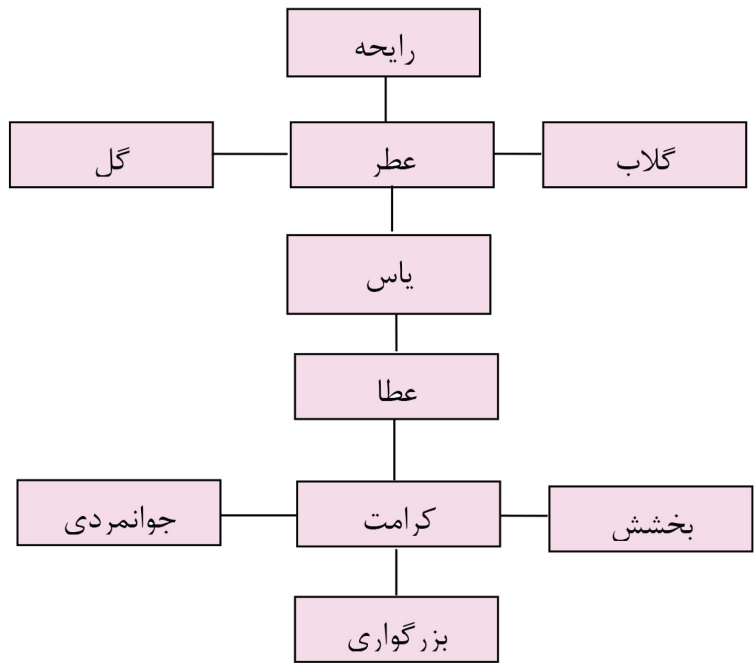 رایحه
گلاب
عطر
گل
یاس
عطا
بخشش
کرامت
جوانمردی
بزرگواری